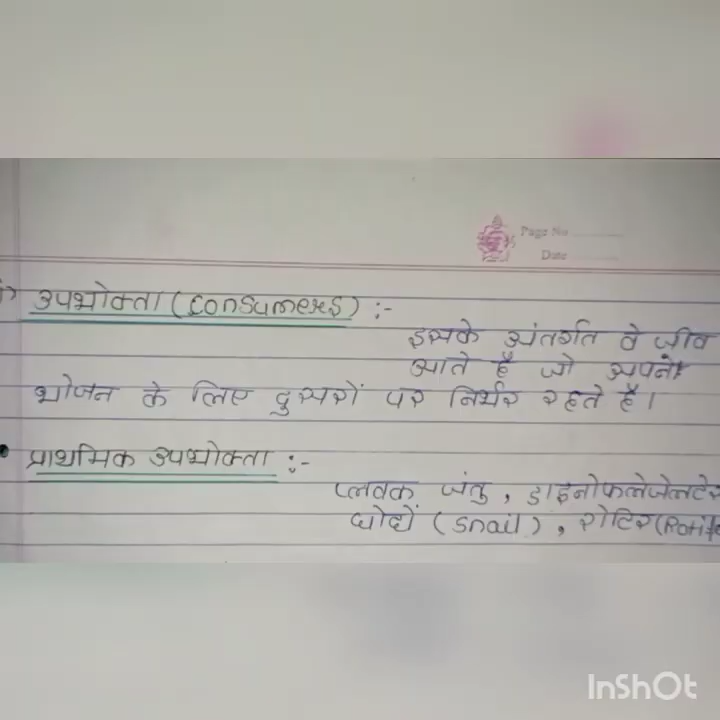 Page No
Date
उपभोक्ता (Consumers) :-
इसके अंतर्गत वे जीव
आते है जो अपने
भोजन के लिए दुसरों पर निर्भर रहते है।
• प्राथमिक उपभोक्ता :-
प्लवक जंतु, डाइनोफ्लेजेलटेस
घोघें (Snail), रोटिर
InShOt